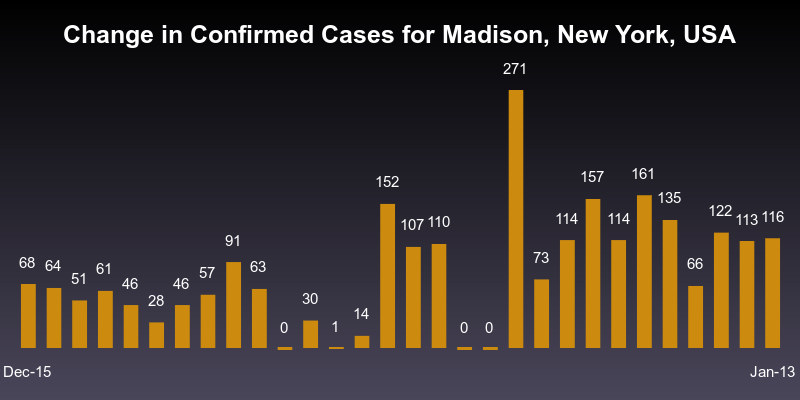 Change in Confirmed Cases for Madison, New York, USA
68 64 51 61 46 28 46 57 91 63 0 30 1 14 152 107 110 0 0 271 73 114 157 114 161 135 66 122 113 116
Dec-15 Jan-13